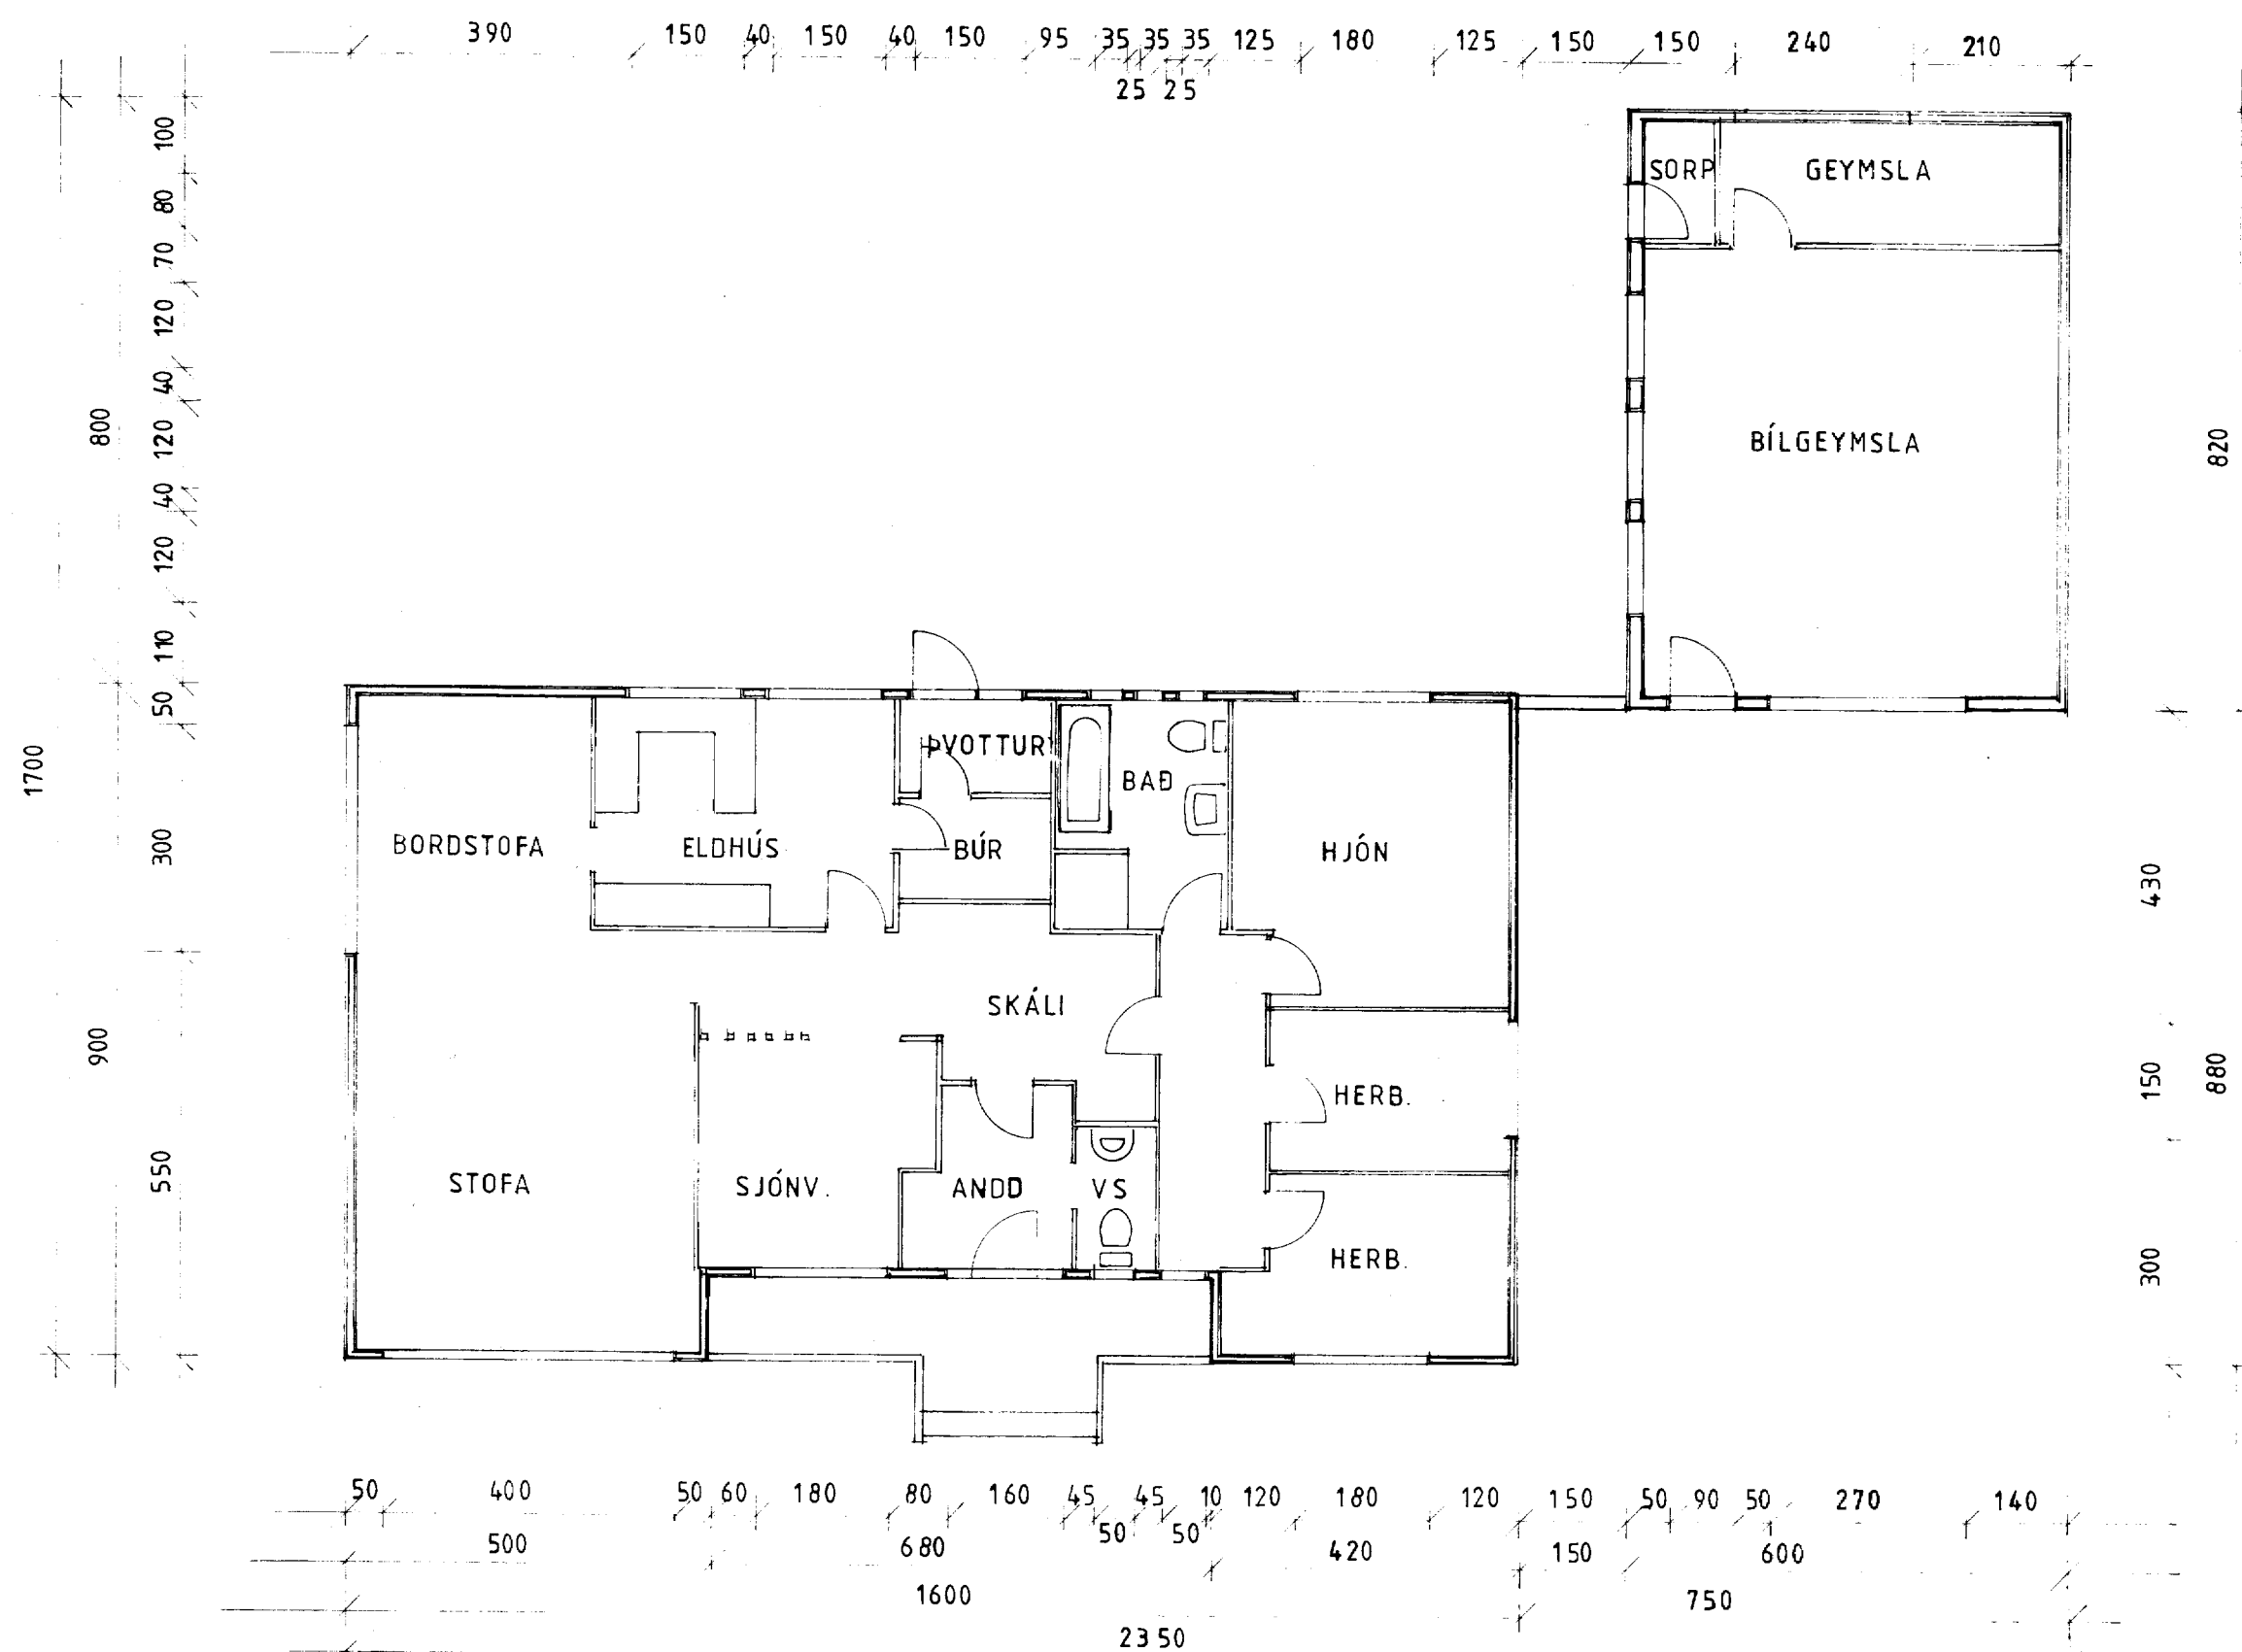 390 150 40 150 40 150 95 35 35 35 125 180 125 150 150 240 210
25 25
100
80
70
120
40
120
40
120
110
50
300
550
800
900
1700
SORP GEYMSLA
BÍLGEYMSLA
820
ÞVOTTUR
BAÐ
BORDSTOFA ELDHÚS BÚR HJÓN
SKÁLI
HERB.
STOFA SJÓNV. ANDD VS
HERB.
430
150
300
880
50 400 50 60 180 80 160 45 45 10 120 180 120 150 50 90 50 270 140
50 50
500 680 420 150 600
1600 750
2350